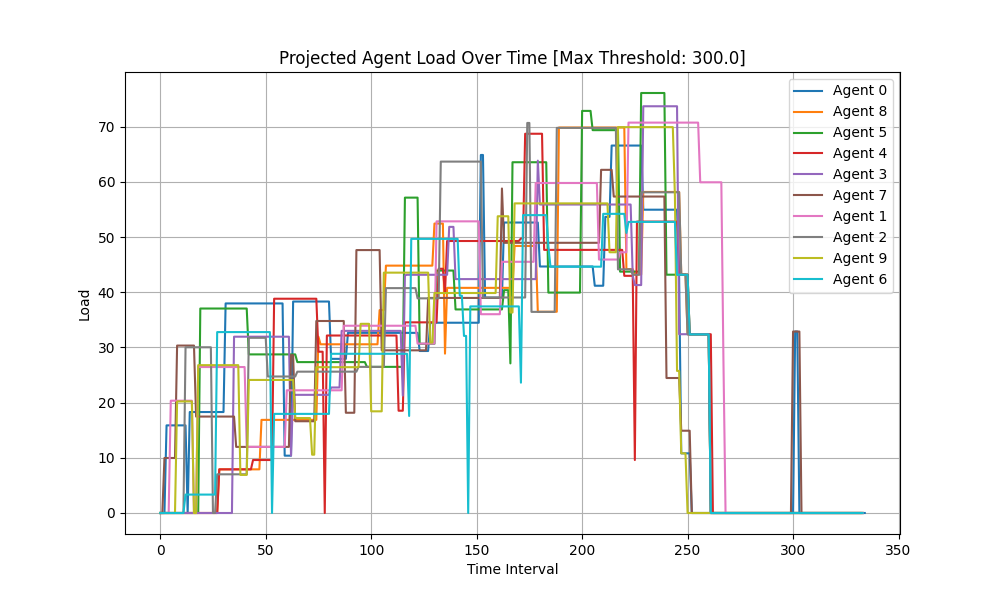 Projected Agent Load Over Time [Max Threshold: 300.0]
Load
70
60
50
40
30
20
10
0
0 50 100 150 200 250 300 350
Time Interval
Agent 0
Agent 8
Agent 5
Agent 4
Agent 3
Agent 7
Agent 1
Agent 2
Agent 9
Agent 6